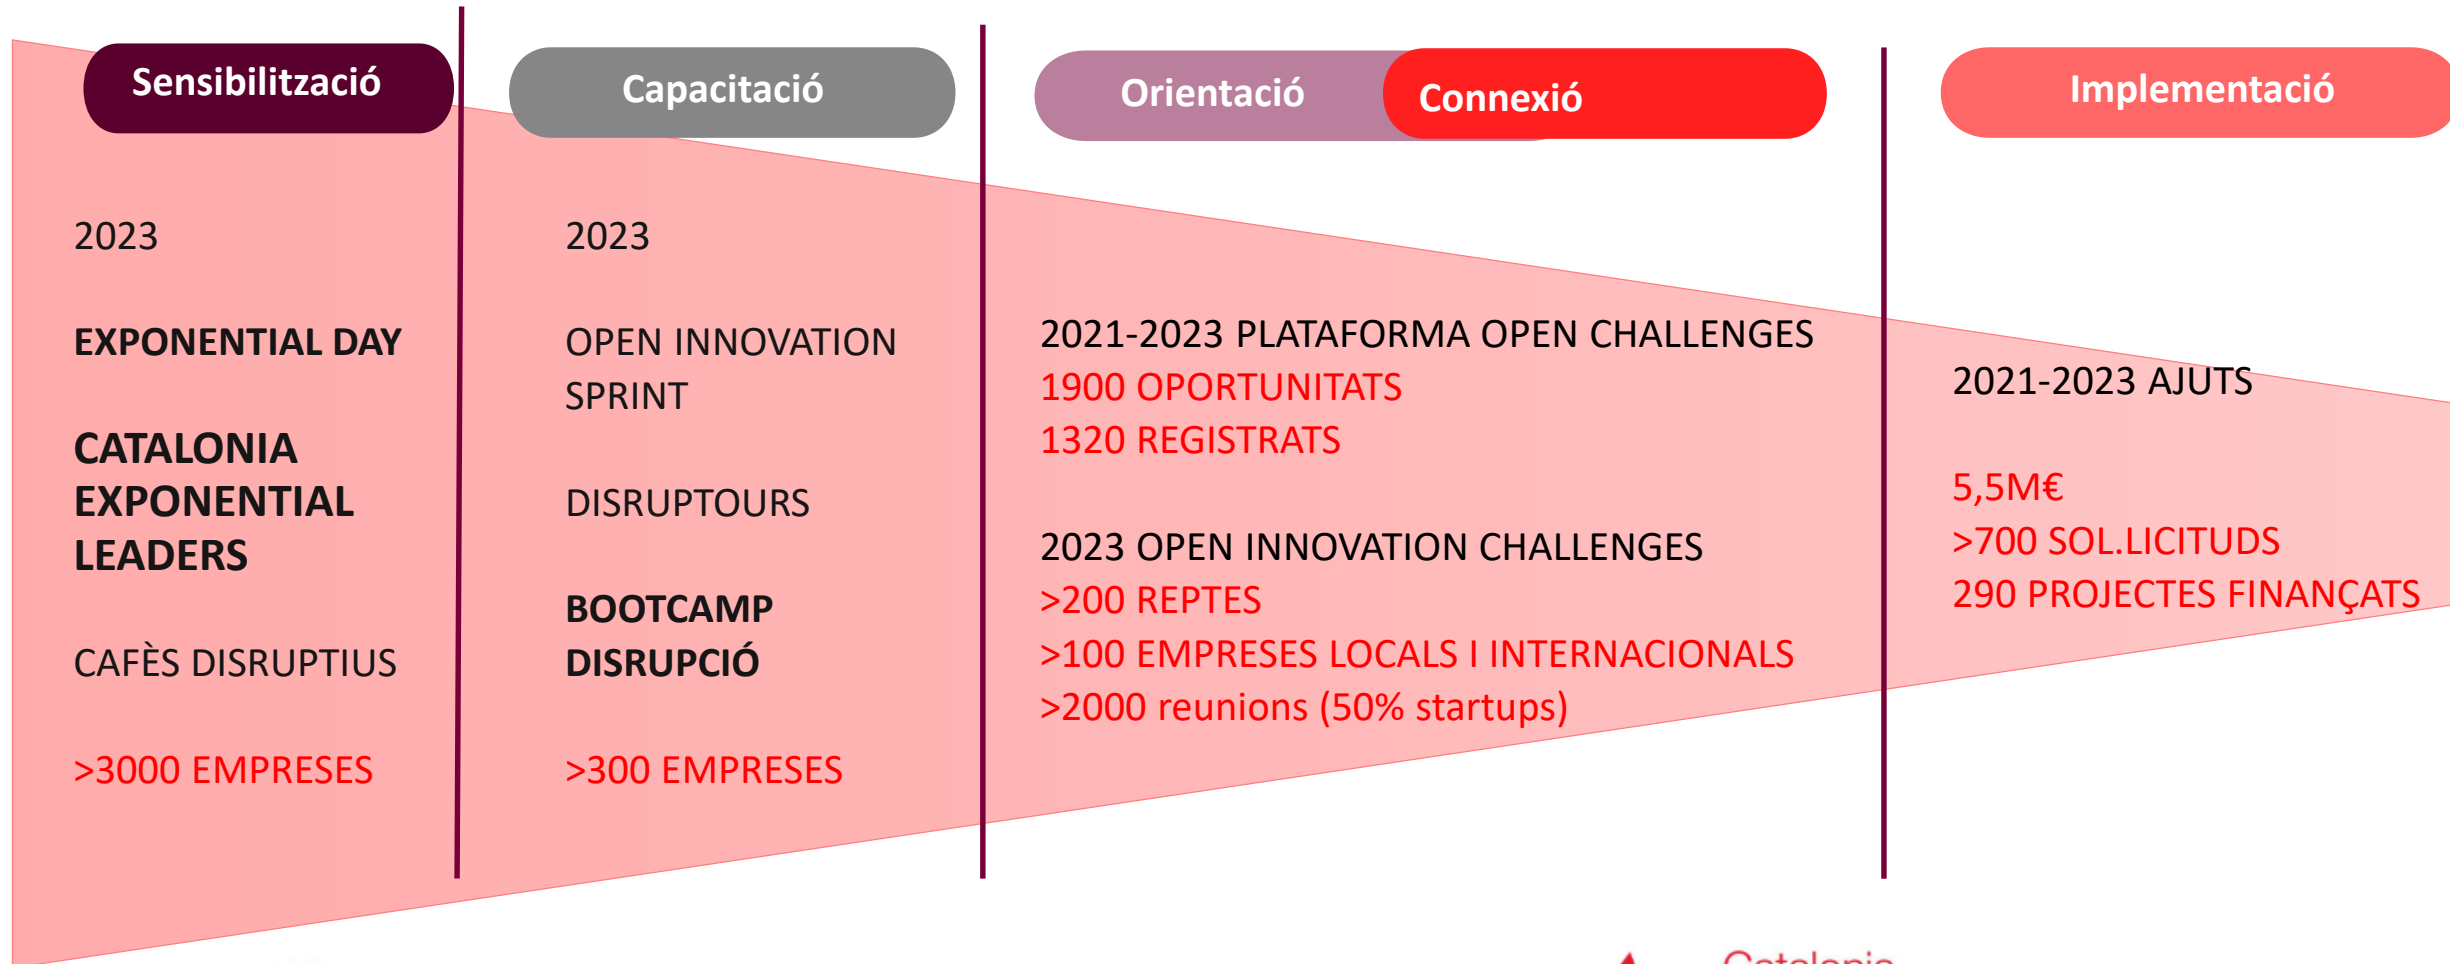 Sensibilització
Capacitació
Orientació
Connexió
Implementació
2023
EXPONENTIAL DAY
CATALONIA
EXPONENTIAL
LEADERS
CAFÈS DISRUPTIUS
>3000 EMPRESES
2023
OPEN INNOVATION
SPRINT
DISRUPTOURS
BOOTCAMP
DISRUPCIÓ
>300 EMPRESES
2021-2023 PLATAFORMA OPEN CHALLENGES
1900 OPORTUNITATS
1320 REGISTRATS
2023 OPEN INNOVATION CHALLENGES
>200 REPTES
>100 EMPRESES LOCALS I INTERNACIONALS
>2000 reunions (50% startups)
2021-2023 AJUTS
5,5M€
>700 SOL.LICITUDS
290 PROJECTES FINANÇATS
Catalonia